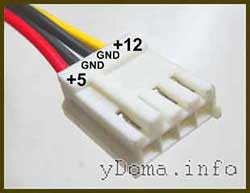 +12
GND
GND
+5
yDoma.info